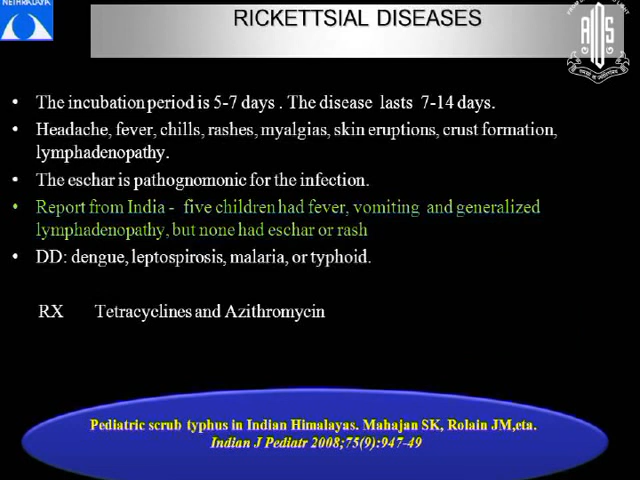 NETHRALAYA
RICKETTSIAL DISEASES
AIIMS
• The incubation period is 5-7 days . The disease lasts 7-14 days.
• Headache, fever, chills, rashes, myalgias, skin eruptions, crust formation,
lymphadenopathy.
• The eschar is pathognomonic for the infection.
• Report from India - five children had fever, vomiting and generalized
lymphadenopathy, but none had eschar or rash
• DD: dengue, leptospirosis, malaria, or typhoid.
RX Tetracyclines and Azithromycin
Pediatric scrub typhus in Indian Himalayas. Mahajan SK, Rolain JM,eta.
Indian J Pediatr 2008;75(9):947-49